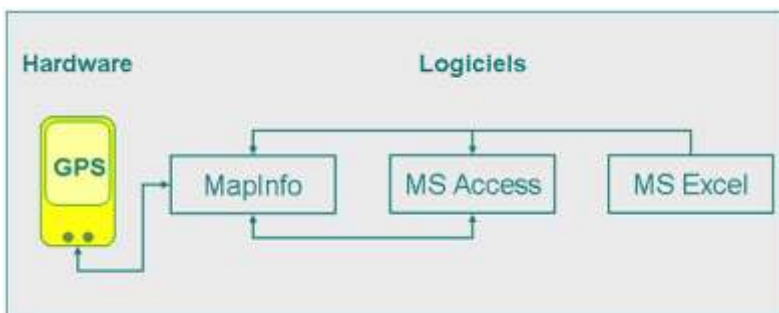 Hardware
Logiciels
GPS
MapInfo
MS Access
MS Excel